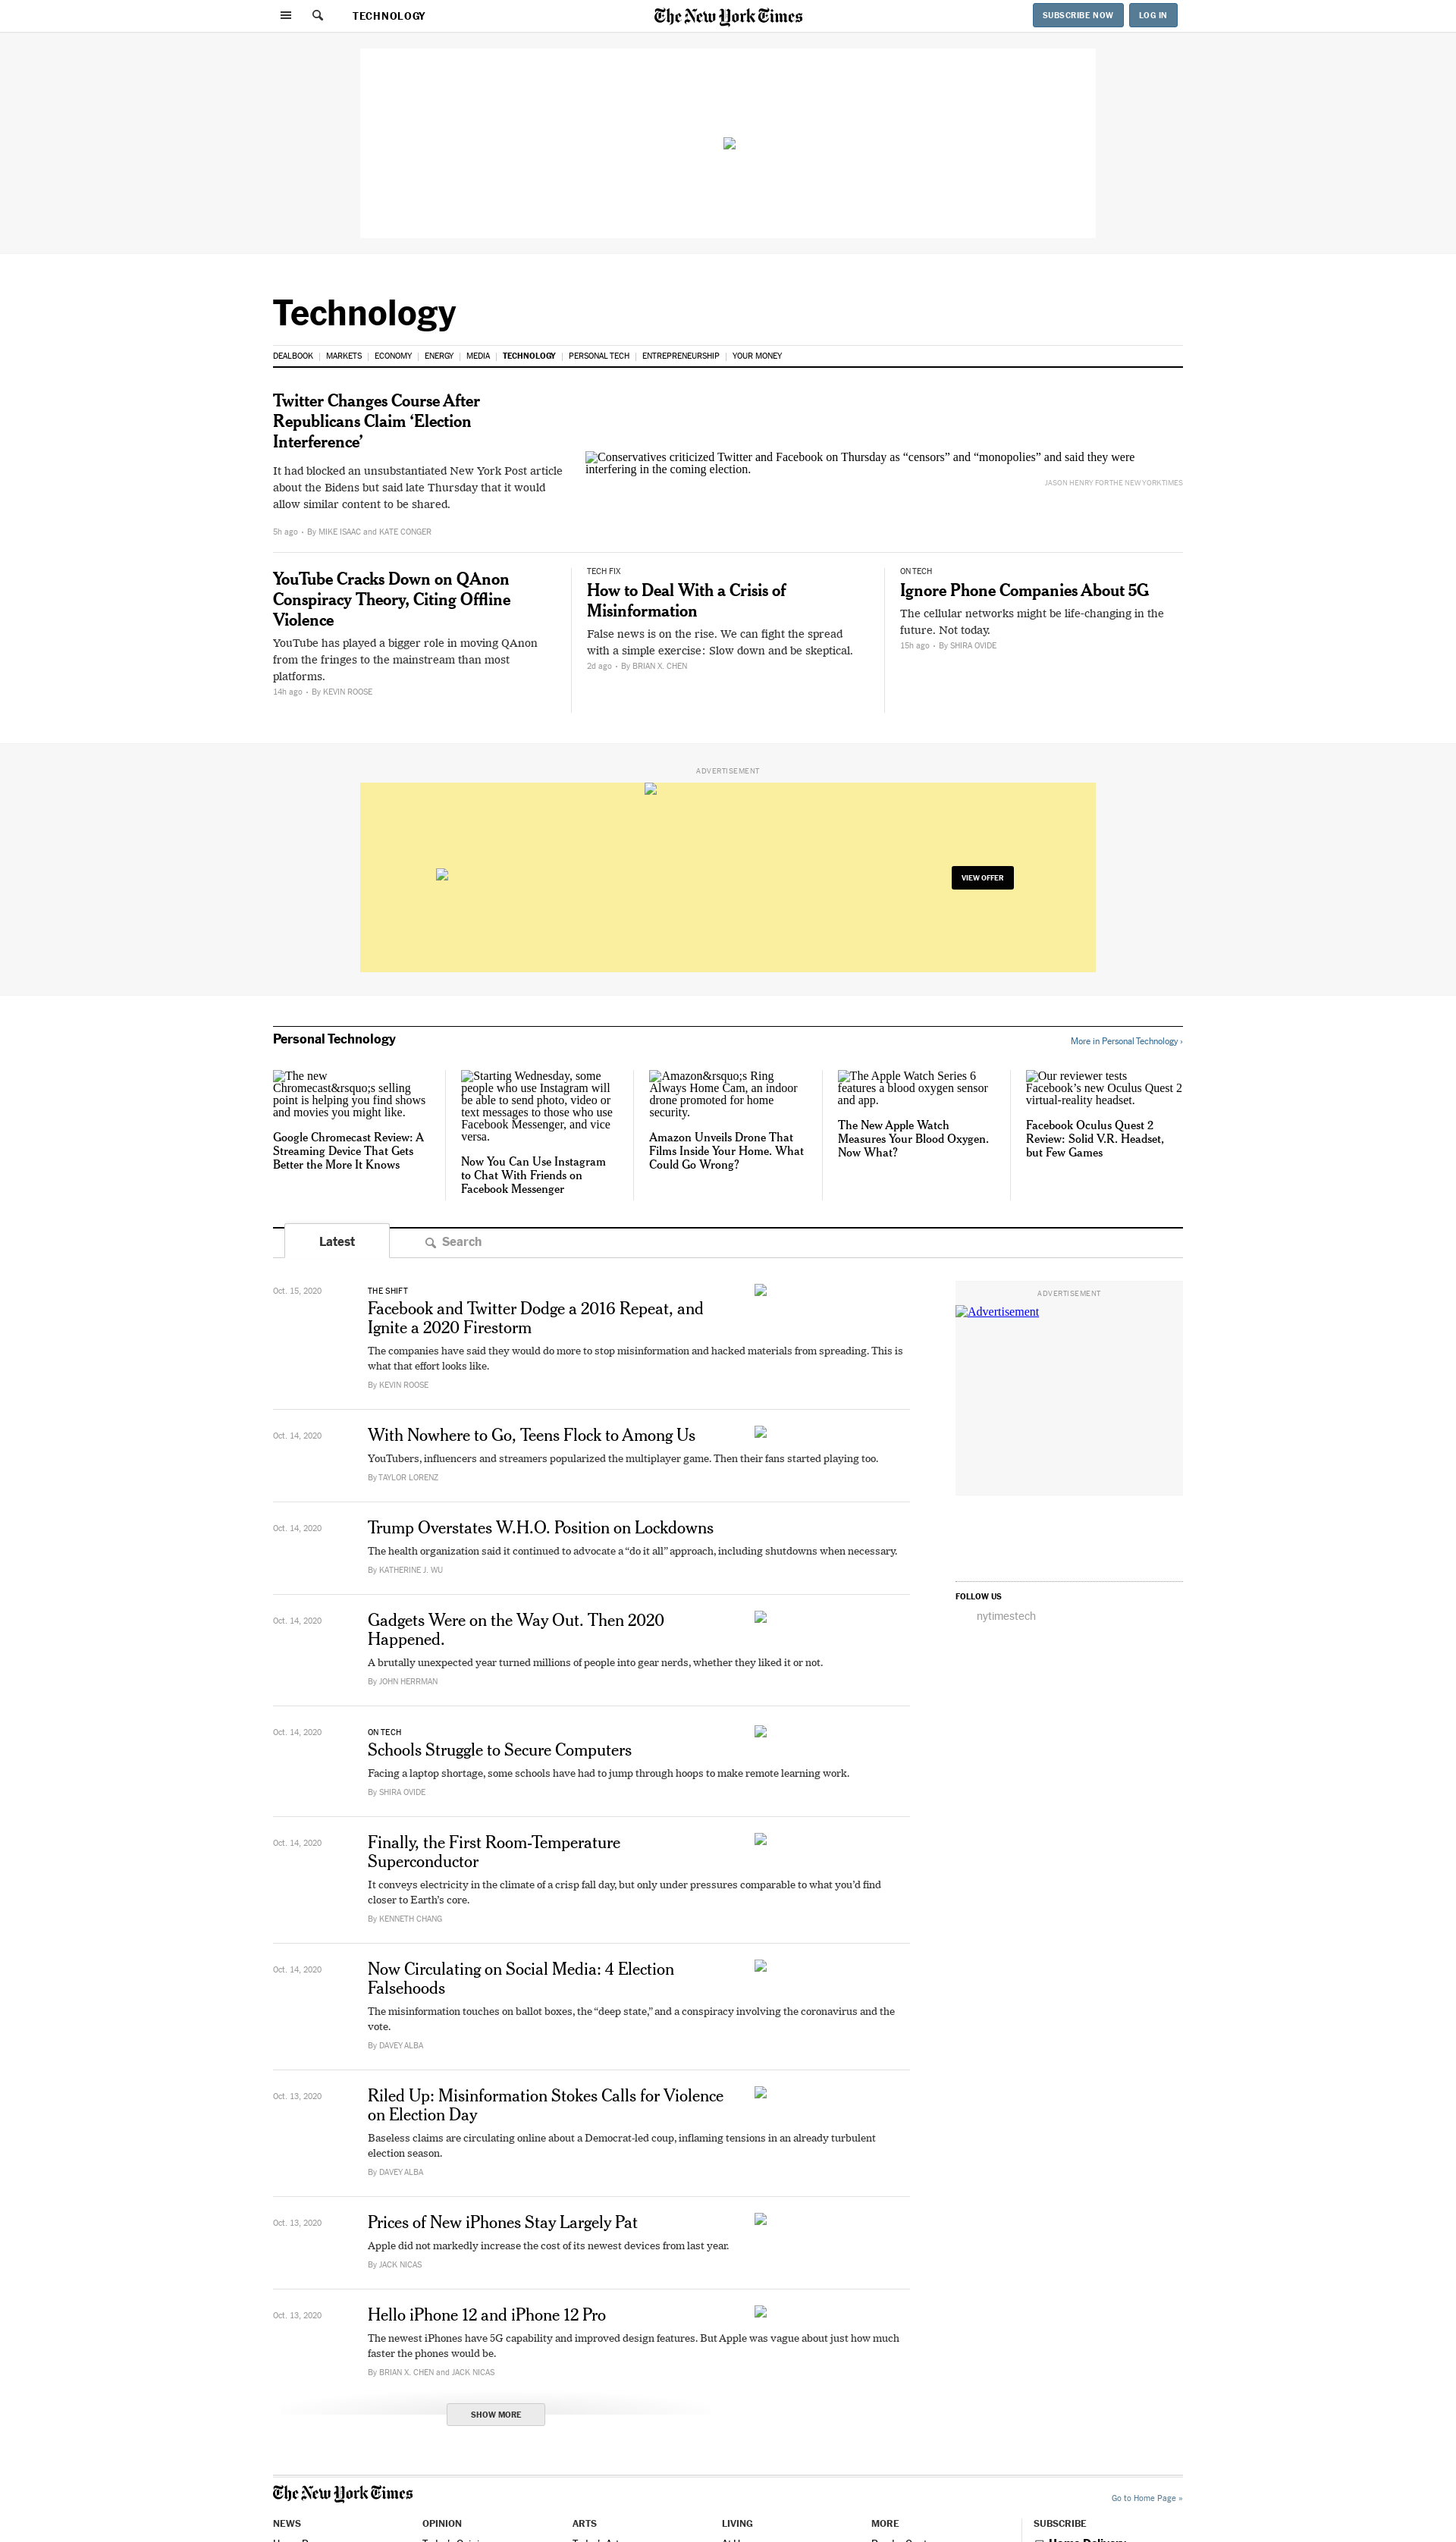 TECHNOLOGY
The New York Times
SUBSCRIBE NOW
LOG IN
Technology
DEALBOOK
MARKETS
ECONOMY
ENERGY
MEDIA
TECHNOLOGY
PERSONAL TECH
ENTREPRENEURSHIP
YOUR MONEY
Twitter Changes Course After
Republicans Claim ‘Election
Interference’
It had blocked an unsubstantiated New York Post article
about the Bidens but said late Thursday that it would
allow similar content to be shared.
5h ago • By MIKE ISAAC and KATE CONGER
Conservatives criticized Twitter and Facebook on Thursday as “censors” and “monopolies” and said they were
interfering in the coming election.
JASON HENRY FOR THE NEW YORK TIMES
YouTube Cracks Down on QAnon
Conspiracy Theory, Citing Offline
Violence
YouTube has played a bigger role in moving QAnon
from the fringes to the mainstream than most
platforms.
14h ago • By KEVIN ROOSE
TECH FIX
How to Deal With a Crisis of
Misinformation
False news is on the rise. We can fight the spread
with a simple exercise: Slow down and be skeptical.
2d ago • By BRIAN X. CHEN
ON TECH
Ignore Phone Companies About 5G
The cellular networks might be life-changing in the
future. Not today.
15h ago • By SHIRA OVIDE
ADVERTISEMENT
VIEW OFFER
Personal Technology
More in Personal Technology ›
The new
Chromecast&rsquo;s selling
point is helping you find shows
and movies you might like.
Google Chromecast Review: A
Streaming Device That Gets
Better the More It Knows
Starting Wednesday, some
people who use Instagram will
be able to send photo, video or
text messages to those who use
Facebook Messenger, and vice
versa.
Now You Can Use Instagram
to Chat With Friends on
Facebook Messenger
Amazon&rsquo;s Ring
Always Home Cam, an indoor
drone promoted for home
security.
Amazon Unveils Drone That
Films Inside Your Home. What
Could Go Wrong?
The Apple Watch Series 6
features a blood oxygen sensor
and app.
The New Apple Watch
Measures Your Blood Oxygen.
Now What?
Our reviewer tests
Facebook’s new Oculus Quest 2
virtual-reality headset.
Facebook Oculus Quest 2
Review: Solid V.R. Headset,
but Few Games
Latest
Search
Oct. 15, 2020
THE SHIFT
Facebook and Twitter Dodge a 2016 Repeat, and
Ignite a 2020 Firestorm
The companies have said they would do more to stop misinformation and hacked materials from spreading. This is
what that effort looks like.
By KEVIN ROOSE
ADVERTISEMENT
Advertisement
Oct. 14, 2020
With Nowhere to Go, Teens Flock to Among Us
YouTubers, influencers and streamers popularized the multiplayer game. Then their fans started playing too.
By TAYLOR LORENZ
Oct. 14, 2020
Trump Overstates W.H.O. Position on Lockdowns
The health organization said it continued to advocate a “do it all” approach, including shutdowns when necessary.
By KATHERINE J. WU
FOLLOW US
nytimestech
Oct. 14, 2020
Gadgets Were on the Way Out. Then 2020
Happened.
A brutally unexpected year turned millions of people into gear nerds, whether they liked it or not.
By JOHN HERRMAN
Oct. 14, 2020
ON TECH
Schools Struggle to Secure Computers
Facing a laptop shortage, some schools have had to jump through hoops to make remote learning work.
By SHIRA OVIDE
Oct. 14, 2020
Finally, the First Room-Temperature
Superconductor
It conveys electricity in the climate of a crisp fall day, but only under pressures comparable to what you’d find
closer to Earth’s core.
By KENNETH CHANG
Oct. 14, 2020
Now Circulating on Social Media: 4 Election
Falsehoods
The misinformation touches on ballot boxes, the “deep state,” and a conspiracy involving the coronavirus and the
vote.
By DAVEY ALBA
Oct. 13, 2020
Riled Up: Misinformation Stokes Calls for Violence
on Election Day
Baseless claims are circulating online about a Democrat-led coup, inflaming tensions in an already turbulent
election season.
By DAVEY ALBA
Oct. 13, 2020
Prices of New iPhones Stay Largely Pat
Apple did not markedly increase the cost of its newest devices from last year.
By JACK NICAS
Oct. 13, 2020
Hello iPhone 12 and iPhone 12 Pro
The newest iPhones have 5G capability and improved design features. But Apple was vague about just how much
faster the phones would be.
By BRIAN X. CHEN and JACK NICAS
SHOW MORE
The New York Times
Go to Home Page »
NEWS
OPINION
ARTS
LIVING
MORE
SUBSCRIBE